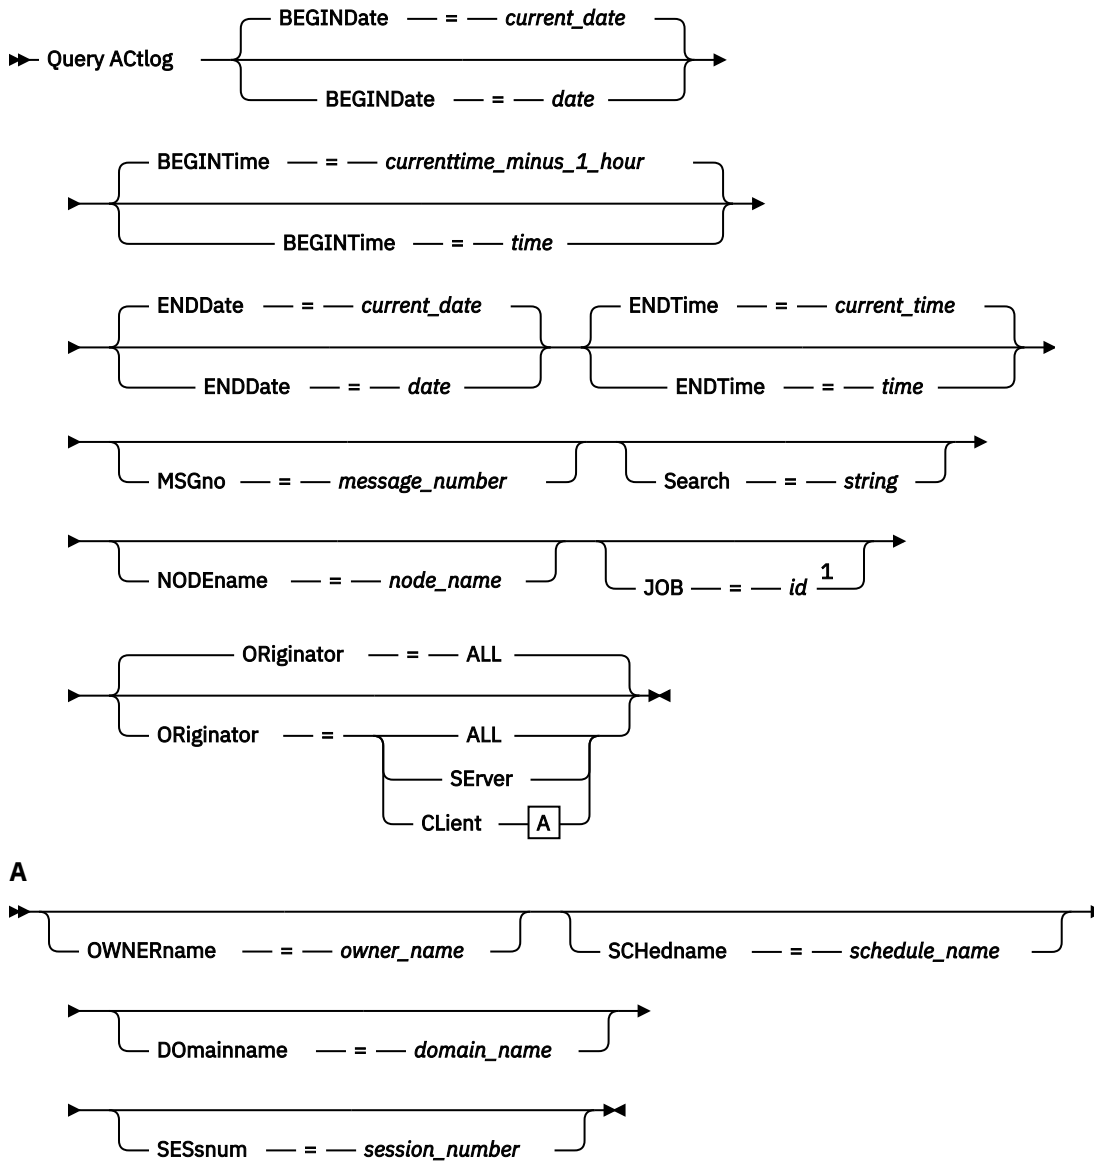 BEGINDate = current_date
Query ACtlog
BEGINDate = date
BEGINTime = currenttime_minus_1_hour
BEGINTime = time
ENDDate = current_date ENDTime = current_time
ENDDate = date ENDTime = time
MSGno = message_number Search = string
NODEname = node_name JOB = id 1
ORiginator = ALL
ORiginator = ALL
SErver
CLient A
A
OWNERname = owner_name SCHedname = schedule_name
DOmainname = domain_name
SESsnum = session_number